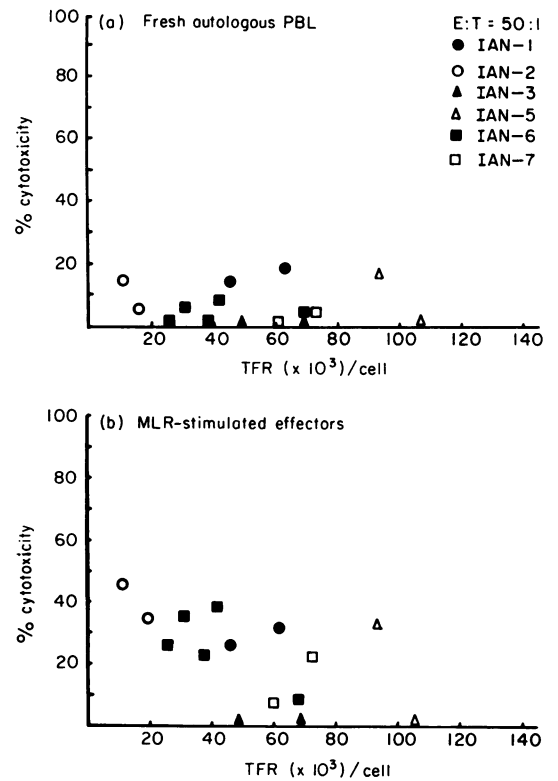 (a) Fresh autologous PBL
E:T = 50:1
● IAN-1
○ IAN-2
▲ IAN-3
△ IAN-5
■ IAN-6
□ IAN-7
% cytotoxicity
100
80
60
40
20
20 40 60 80 100 120 140
TFR (x 10³)/cell
(b) MLR-stimulated effectors
% cytotoxicity
100
80
60
40
20
20 40 60 80 100 120 140
TFR (x 10³)/cell